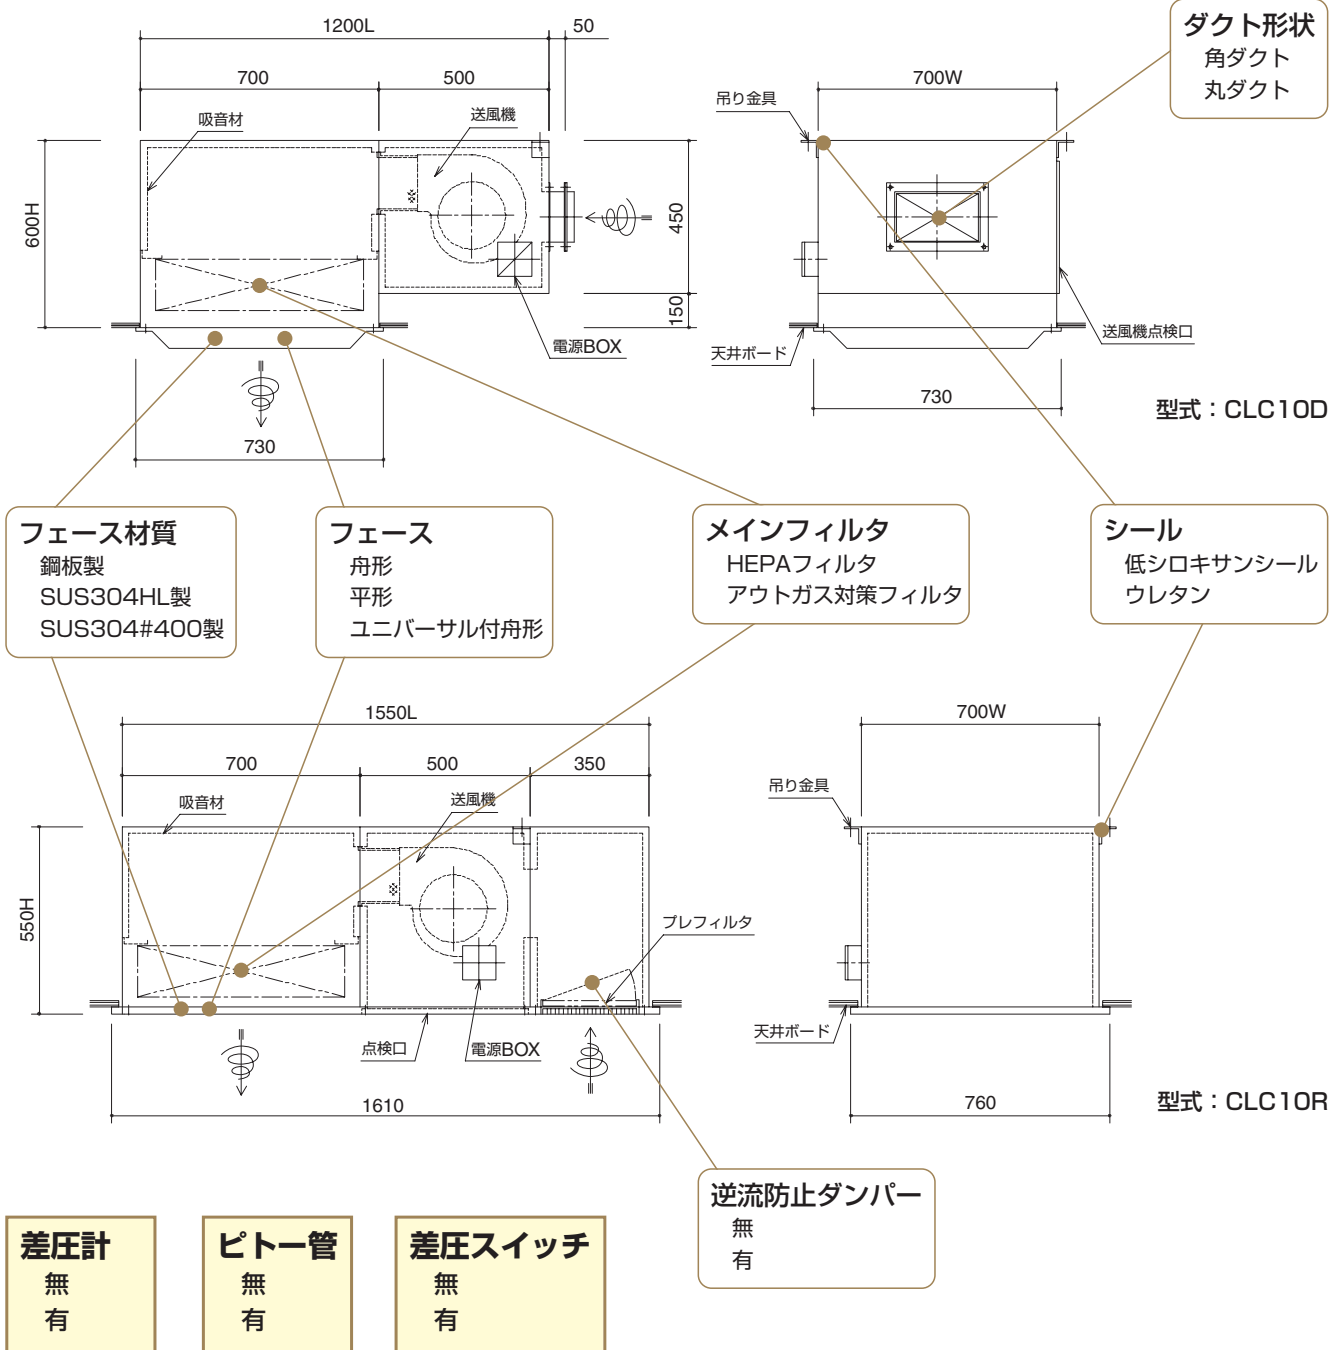 1200L
50
700
500
吸音材
送風機
600H
450
150
電源BOX
730
ダクト形状
角ダクト
丸ダクト
700W
吊り金具
送風機点検口
天井ボード
730
型式：CLC10D
フェース材質
鋼板製
SUS304HL製
SUS304#400製
フェース
舟形
平形
ユニバーサル付舟形
メインフィルタ
HEPAフィルタ
アウトガス対策フィルタ
シール
低シロキサンシール
ウレタン
1550L
700
500
350
吸音材
送風機
550H
プレフィルタ
点検口
電源BOX
1610
700W
吊り金具
天井ボード
760
型式：CLC10R
逆流防止ダンパー
無
有
差圧計
無
有
ピトー管
無
有
差圧スイッチ
無
有